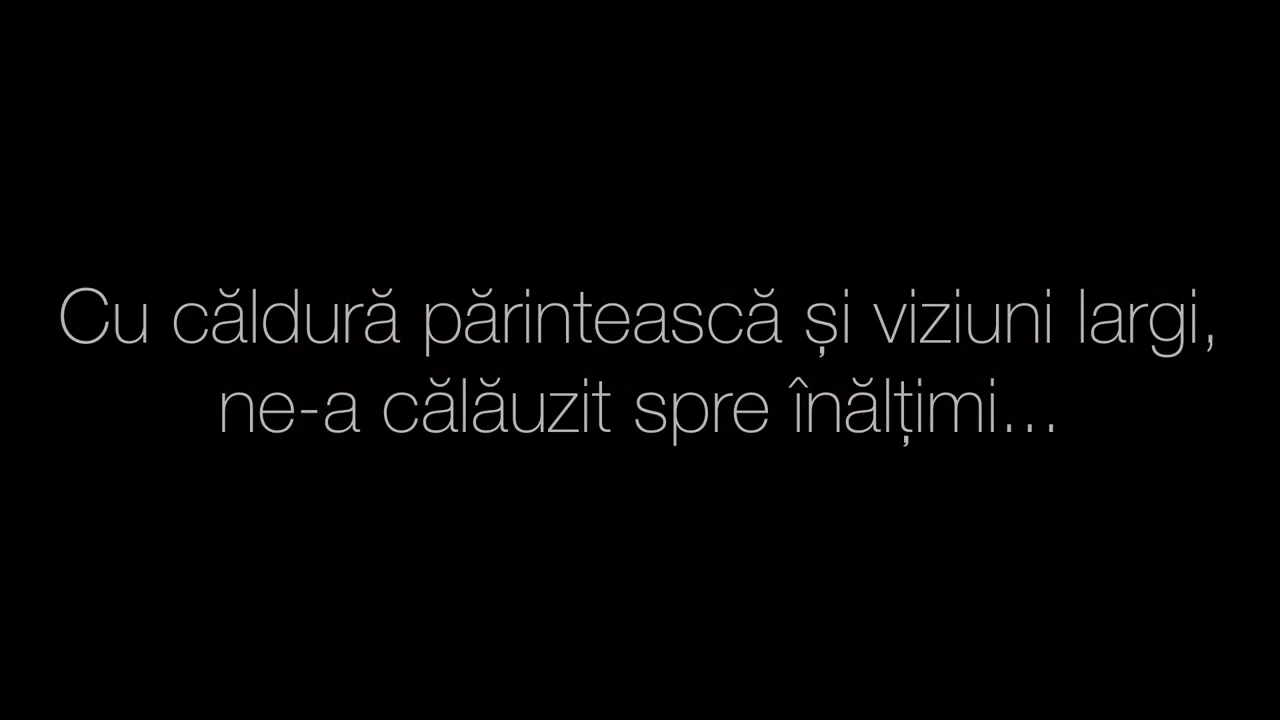 Cu căldură părintească și viziuni largi,
ne-a călăuzit spre înălțimi...